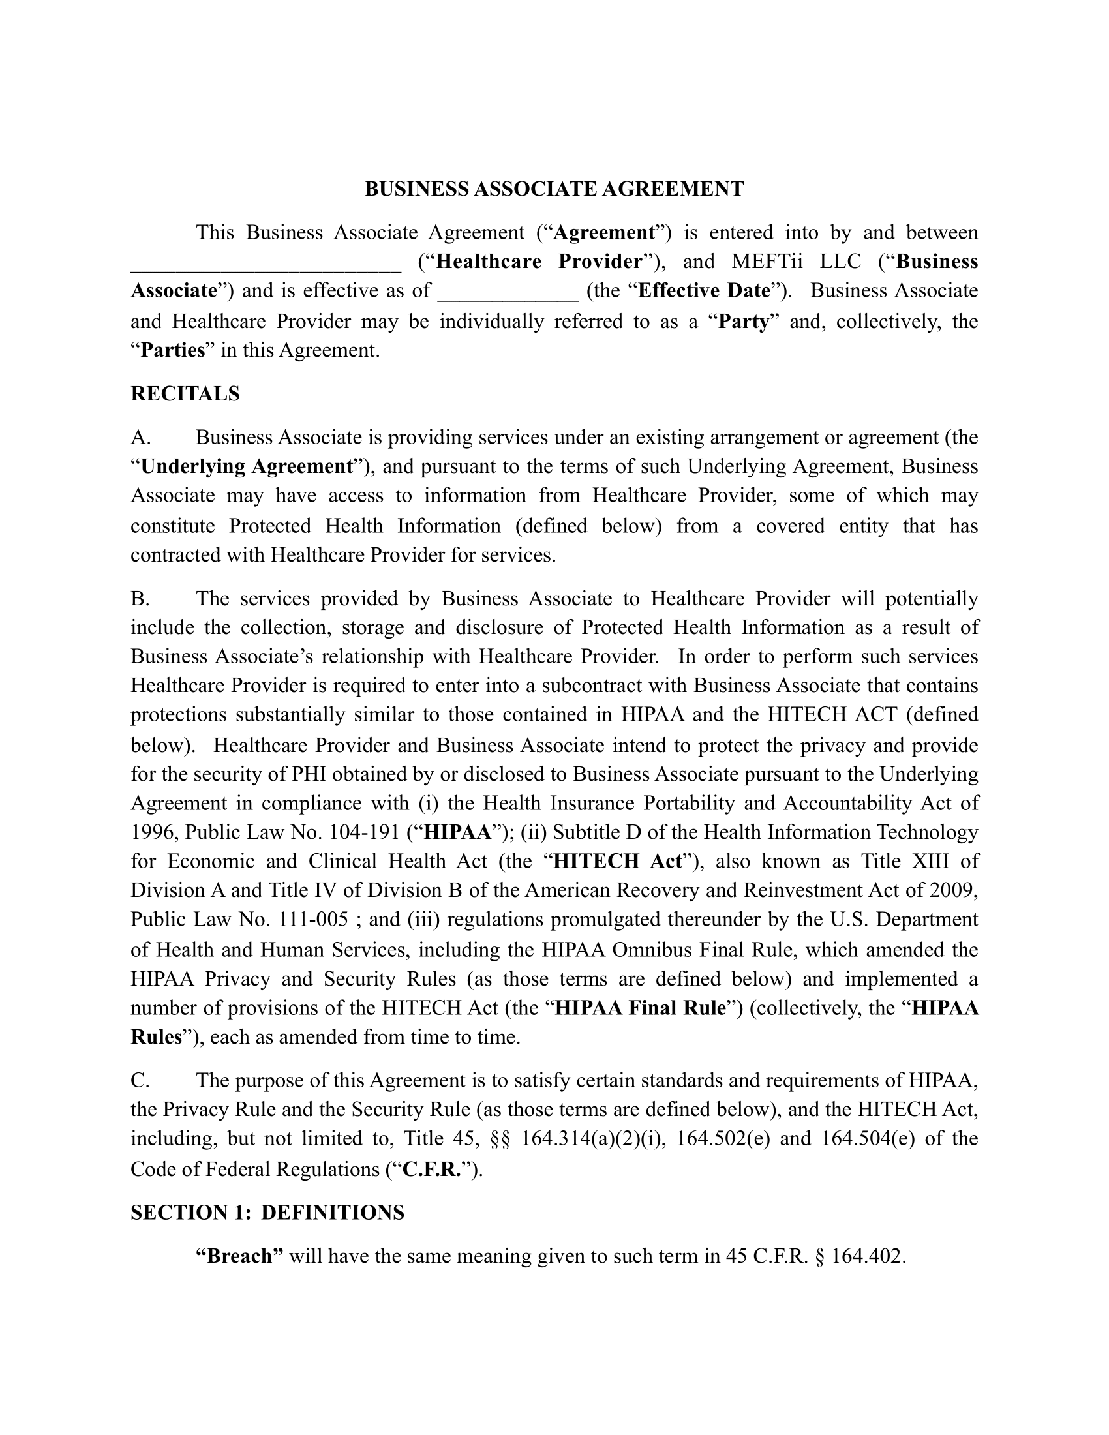 BUSINESS ASSOCIATE AGREEMENT
This Business Associate Agreement (“Agreement”) is entered into by and between
_________________________ (“Healthcare Provider”), and MEFTii LLC (“Business
Associate”) and is effective as of _____________ (the “Effective Date”). Business Associate
and Healthcare Provider may be individually referred to as a “Party” and, collectively, the
“Parties” in this Agreement.
RECITALS
A. Business Associate is providing services under an existing arrangement or agreement (the
“Underlying Agreement”), and pursuant to the terms of such Underlying Agreement, Business
Associate may have access to information from Healthcare Provider, some of which may
constitute Protected Health Information (defined below) from a covered entity that has
contracted with Healthcare Provider for services.
B. The services provided by Business Associate to Healthcare Provider will potentially
include the collection, storage and disclosure of Protected Health Information as a result of
Business Associate’s relationship with Healthcare Provider. In order to perform such services
Healthcare Provider is required to enter into a subcontract with Business Associate that contains
protections substantially similar to those contained in HIPAA and the HITECH ACT (defined
below). Healthcare Provider and Business Associate intend to protect the privacy and provide
for the security of PHI obtained by or disclosed to Business Associate pursuant to the Underlying
Agreement in compliance with (i) the Health Insurance Portability and Accountability Act of
1996, Public Law No. 104-191 (“HIPAA”); (ii) Subtitle D of the Health Information Technology
for Economic and Clinical Health Act (the “HITECH Act”), also known as Title XIII of
Division A and Title IV of Division B of the American Recovery and Reinvestment Act of 2009,
Public Law No. 111-005 ; and (iii) regulations promulgated thereunder by the U.S. Department
of Health and Human Services, including the HIPAA Omnibus Final Rule, which amended the
HIPAA Privacy and Security Rules (as those terms are defined below) and implemented a
number of provisions of the HITECH Act (the “HIPAA Final Rule”) (collectively, the “HIPAA
Rules”), each as amended from time to time.
C. The purpose of this Agreement is to satisfy certain standards and requirements of HIPAA,
the Privacy Rule and the Security Rule (as those terms are defined below), and the HITECH Act,
including, but not limited to, Title 45, §§ 164.314(a)(2)(i), 164.502(e) and 164.504(e) of the
Code of Federal Regulations (“C.F.R.”).
SECTION 1: DEFINITIONS
“Breach” will have the same meaning given to such term in 45 C.F.R. § 164.402.